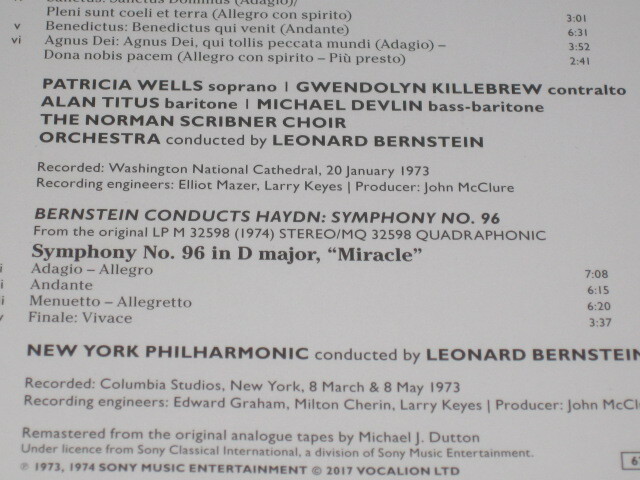 Sanctus: Sanctus Dominus (Adagio)/
Pleni sunt coeli et terra (Allegro con spirito) 3:01
v Benedictus: Benedictus qui venit (Andante) 6:31
vi Agnus Dei: Agnus Dei, qui tollis peccata mundi (Adagio) – 3:52
Dona nobis pacem (Allegro con spirito – Più presto) 2:41
PATRICIA WELLS soprano | GWENDOLYN KILLEBREW contralto
ALAN TITUS baritone | MICHAEL DEVLIN bass-baritone
THE NORMAN SCRIBNER CHOIR
ORCHESTRA conducted by LEONARD BERNSTEIN
Recorded: Washington National Cathedral, 20 January 1973
Recording engineers: Elliot Mazer, Larry Keyes | Producer: John McClure
BERNSTEIN CONDUCTS HAYDN: SYMPHONY NO. 96
From the original LP M 32598 (1974) STEREO/MQ 32598 QUADRAPHONIC
Symphony No. 96 in D major, “Miracle”
i Adagio – Allegro 7:08
i Andante 6:15
i Menuetto – Allegretto 6:20
v Finale: Vivace 3:37
NEW YORK PHILHARMONIC conducted by LEONARD BERNSTEIN
Recorded: Columbia Studios, New York, 8 March & 8 May 1973
Recording engineers: Edward Graham, Milton Cherin, Larry Keyes | Producer: John McCl
Remastered from the original analogue tapes by Michael J. Dutton
Under licence from Sony Classical International, a division of Sony Music Entertainment.
℗ 1973, 1974 SONY MUSIC ENTERTAINMENT © 2017 VOCALION LTD
6